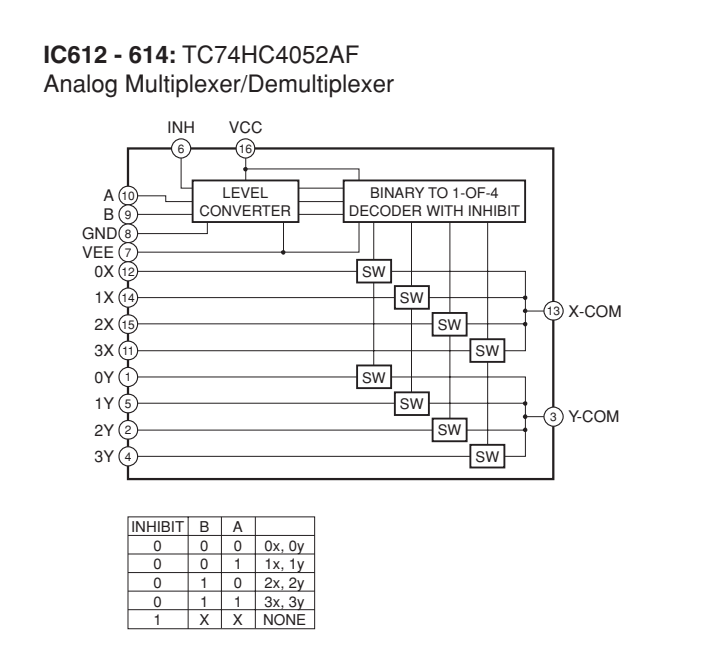 IC612 - 614: TC74HC4052AF
Analog Multiplexer/Demultiplexer
INH VCC
6 16
A 10 LEVEL BINARY TO 1-OF-4
B 9 CONVERTER DECODER WITH INHIBIT
GND 8
VEE 7
0X 12 SW
1X 14 SW
13 X-COM
2X 15 SW
3X 11 SW
0Y 1 SW
1Y 5 SW
3 Y-COM
2Y 2 SW
3Y 4 SW
INHIBIT B A
0 0 0 0x, 0y
0 0 1 1x, 1y
0 1 0 2x, 2y
0 1 1 3x, 3y
1 X X NONE